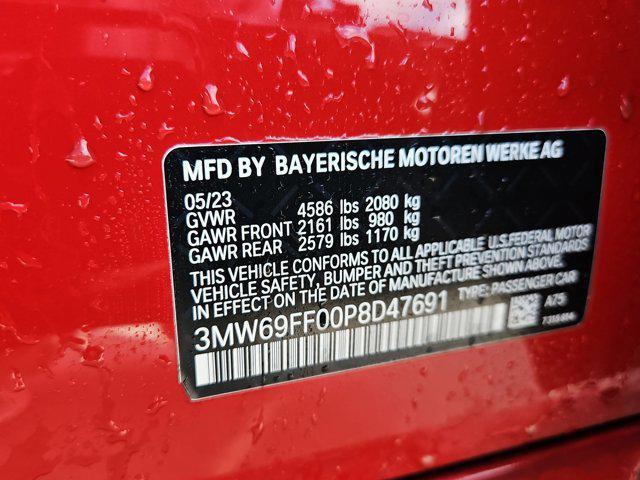 MFD BY BAYERISCHE MOTOREN WERKE AG
05/23
GVWR 4586 lbs 2080 kg
GAWR FRONT 2161 lbs 980 kg
GAWR REAR 2579 lbs 1170 kg
THIS VEHICLE CONFORMS TO ALL APPLICABLE U.S.FEDERAL MOTOR
VEHICLE SAFETY, BUMPER AND THEFT PREVENTION STANDARDS
IN EFFECT ON THE DATE OF MANUFACTURE SHOWN ABOVE.
3MW69FF00P8D47691 TYPE: PASSENGER CAR
A75